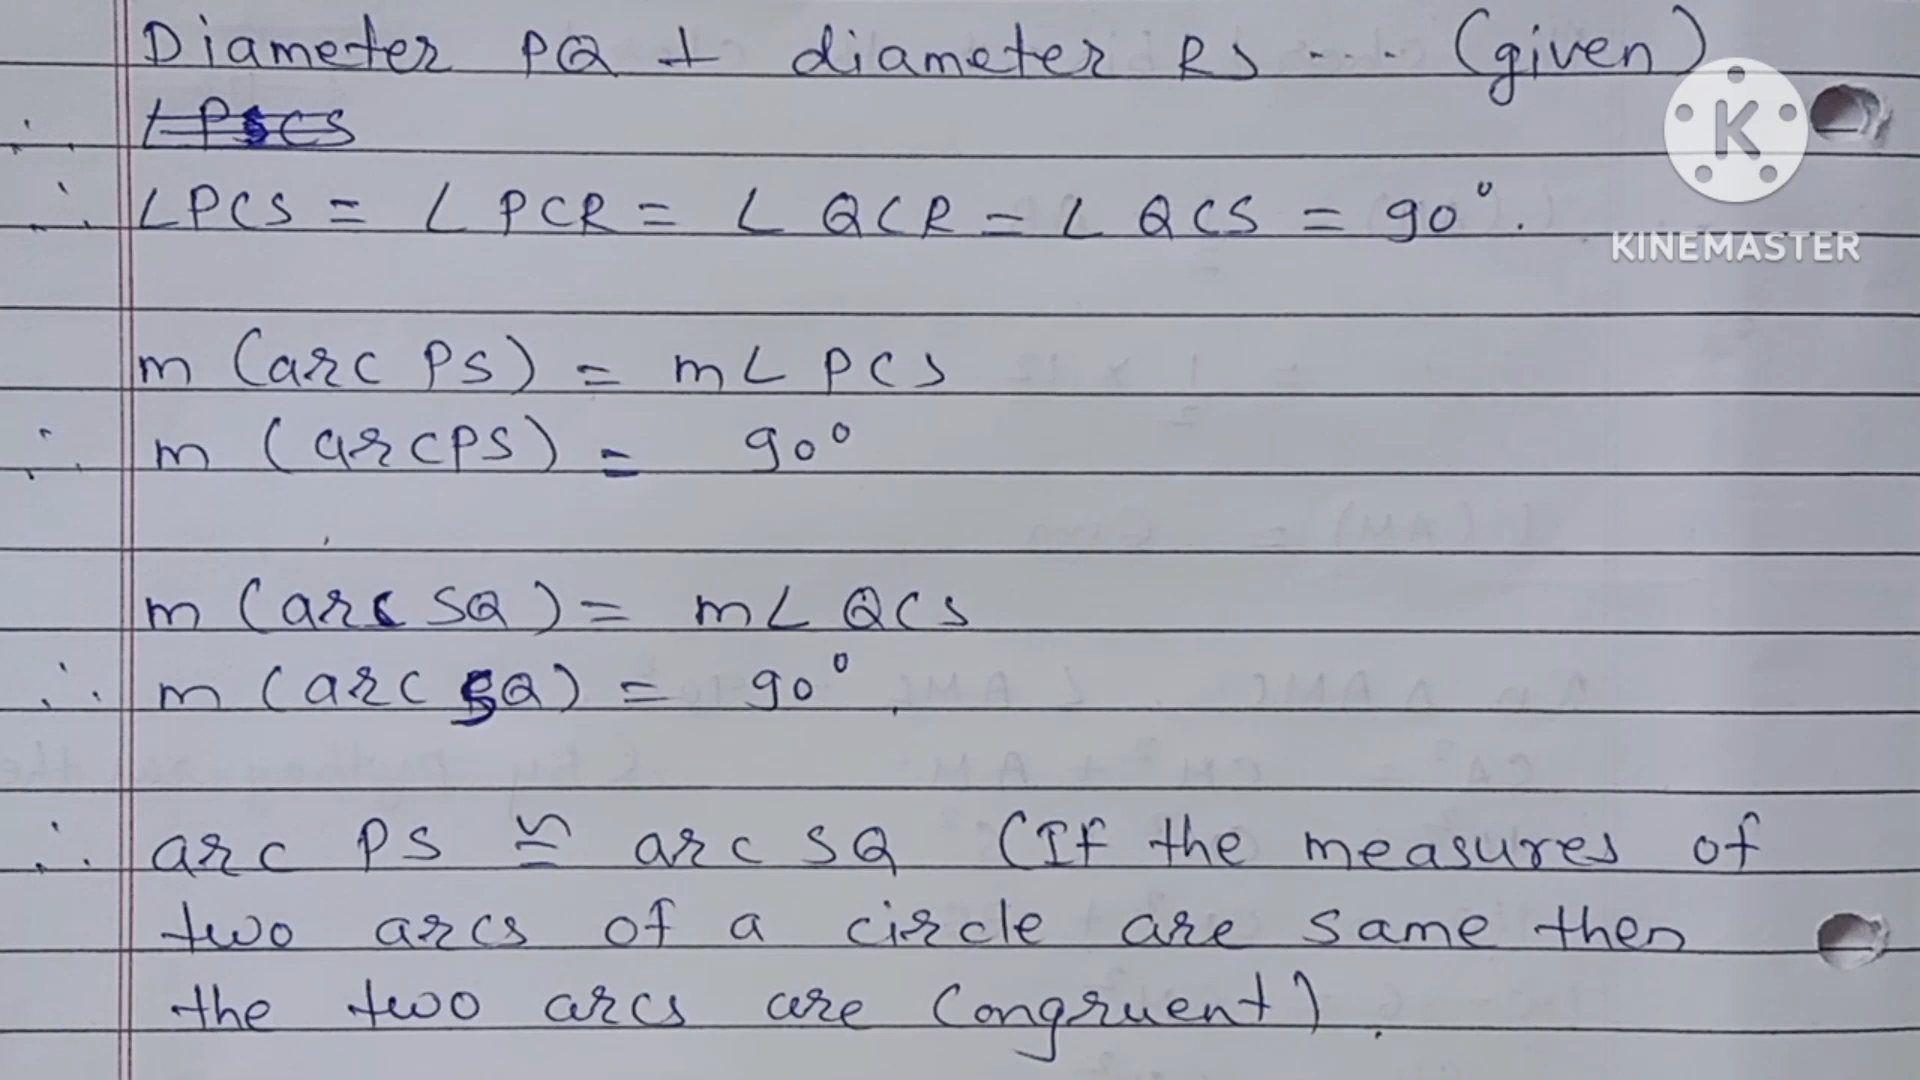 Diameter PQ ⊥ diameter RS ---- (given)
∴ ∠PSCS
∴ ∠PCS = ∠PCR = ∠QCR = ∠QCS = 90°.
K
KINEMASTER
m (arc PS) = m∠PCS
∴ m (arc PS) = 90°
m (arc SQ) = m∠QCS
∴ m (arc SQ) = 90°.
∴ arc PS ≅ arc SQ (If the measures of
two arcs of a circle are same then
the two arcs are congruent).